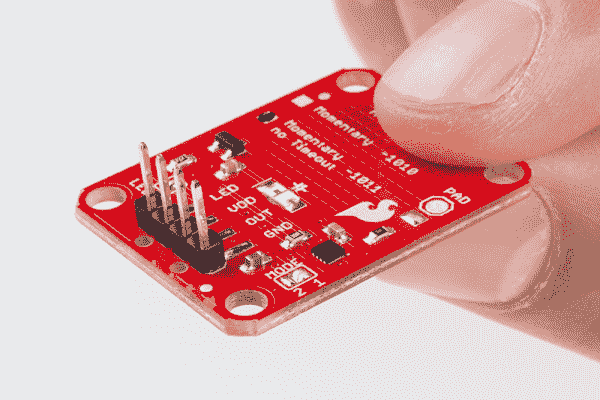 Momentary -1010
Momentary
no Timeout -1011
LED
VDD
OUT
GND
PAD
MODE
2 1